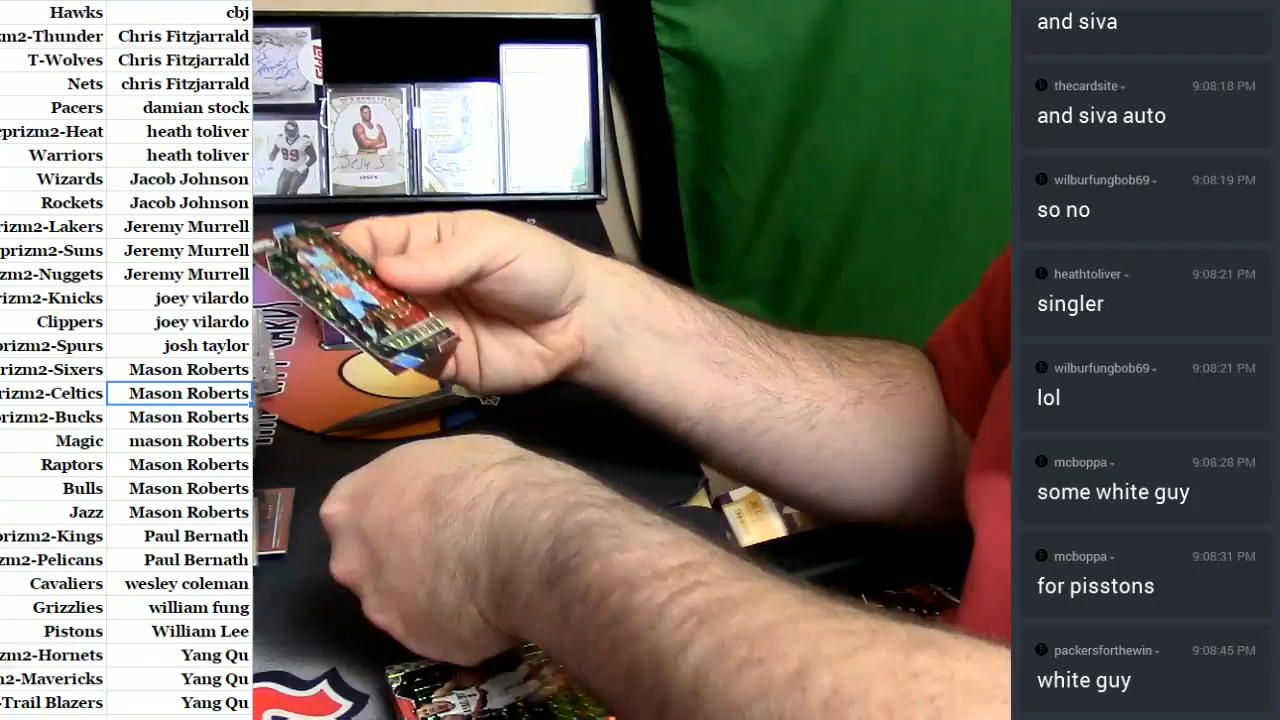 Hawks cbj
zm2-Thunder Chris Fitzjarrald
T-Wolves Chris Fitzjarrald
Nets chris Fitzjarrald
Pacers damian stock
cprizm2-Heat heath toliver
Warriors heath toliver
Wizards Jacob Johnson
Rockets Jacob Johnson
rizm2-Lakers Jeremy Murrell
prizm2-Suns Jeremy Murrell
zm2-Nuggets Jeremy Murrell
rizm2-Knicks joey vilardo
Clippers joey vilardo
prizm2-Spurs josh taylor
rizm2-Sixers Mason Roberts
prizm2-Celtics Mason Roberts
prizm2-Bucks Mason Roberts
Magic mason Roberts
Raptors Mason Roberts
Bulls Mason Roberts
Jazz Mason Roberts
prizm2-Kings Paul Bernath
zm2-Pelicans Paul Bernath
Cavaliers wesley coleman
Grizzlies william fung
Pistons William Lee
zm2-Hornets Yang Qu
m2-Mavericks Yang Qu
-Trail Blazers Yang Qu
and siva
thecardsite 9:08:18 PM
and siva auto
wilburfungbob69 9:08:19 PM
so no
heathtoliver 9:08:21 PM
singler
wilburfungbob69 9:08:21 PM
lol
mcboppa 9:08:28 PM
some white guy
mcboppa 9:08:31 PM
for pisstons
packersforthewin 9:08:45 PM
white guy